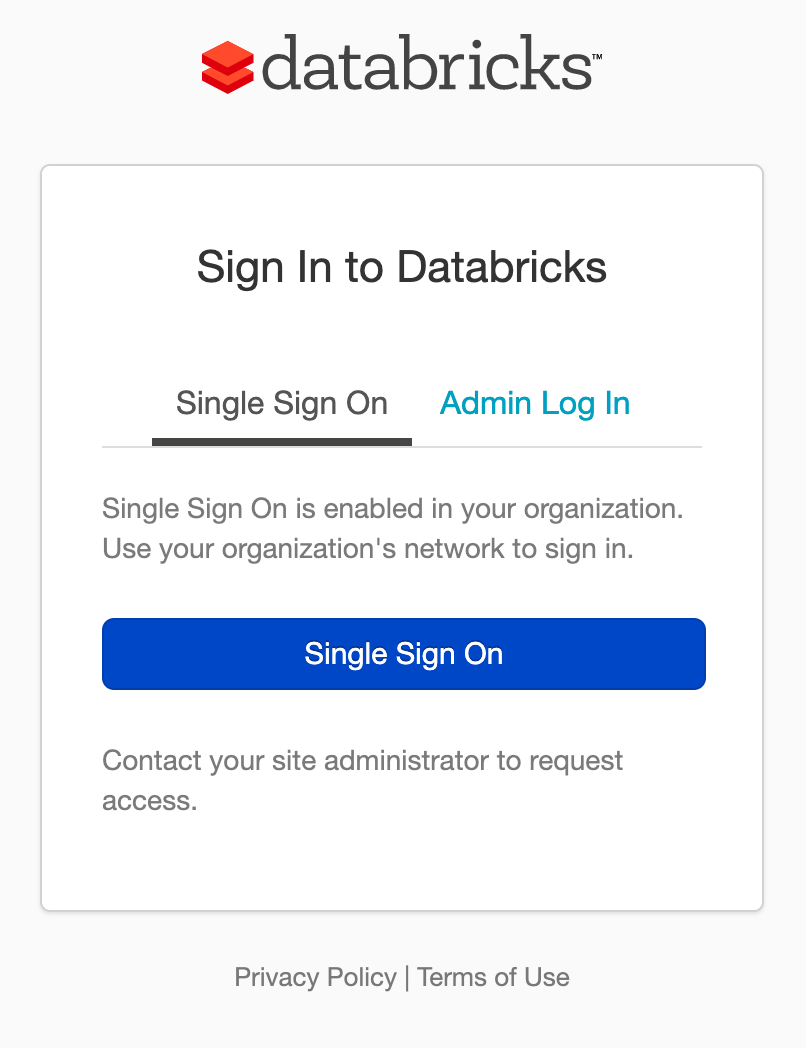 databricks™
Sign In to Databricks
Single Sign On
Admin Log In
Single Sign On is enabled in your organization.
Use your organization's network to sign in.
Single Sign On
Contact your site administrator to request
access.
Privacy Policy | Terms of Use